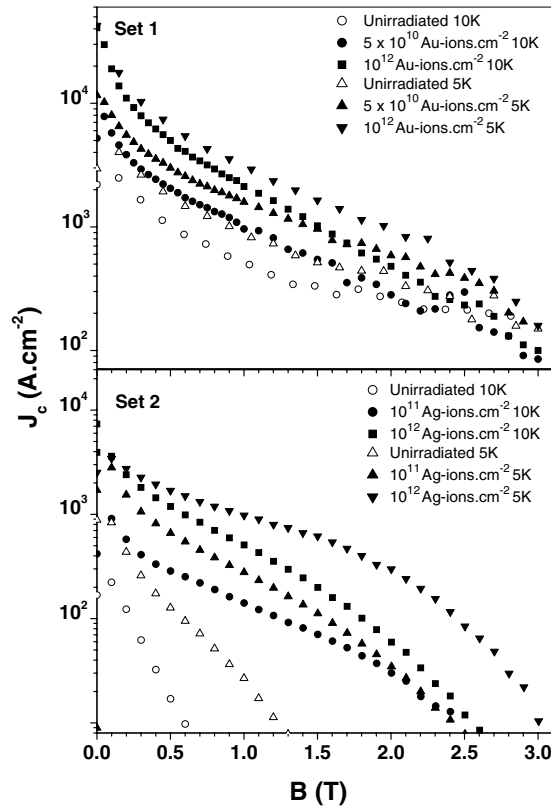 Set 1
Unirradiated 10K
5 x 10¹⁰ Au-ions.cm⁻² 10K
10¹² Au-ions.cm⁻² 10K
Unirradiated 5K
5 x 10¹⁰ Au-ions.cm⁻² 5K
10¹² Au-ions.cm⁻² 5K
10⁴
10³
10²
J_c (A.cm⁻²)
Set 2
Unirradiated 10K
10¹¹ Ag-ions.cm⁻² 10K
10¹² Ag-ions.cm⁻² 10K
Unirradiated 5K
10¹¹ Ag-ions.cm⁻² 5K
10¹² Ag-ions.cm⁻² 5K
10⁴
10³
10²
0.0 0.5 1.0 1.5 2.0 2.5 3.0
B (T)